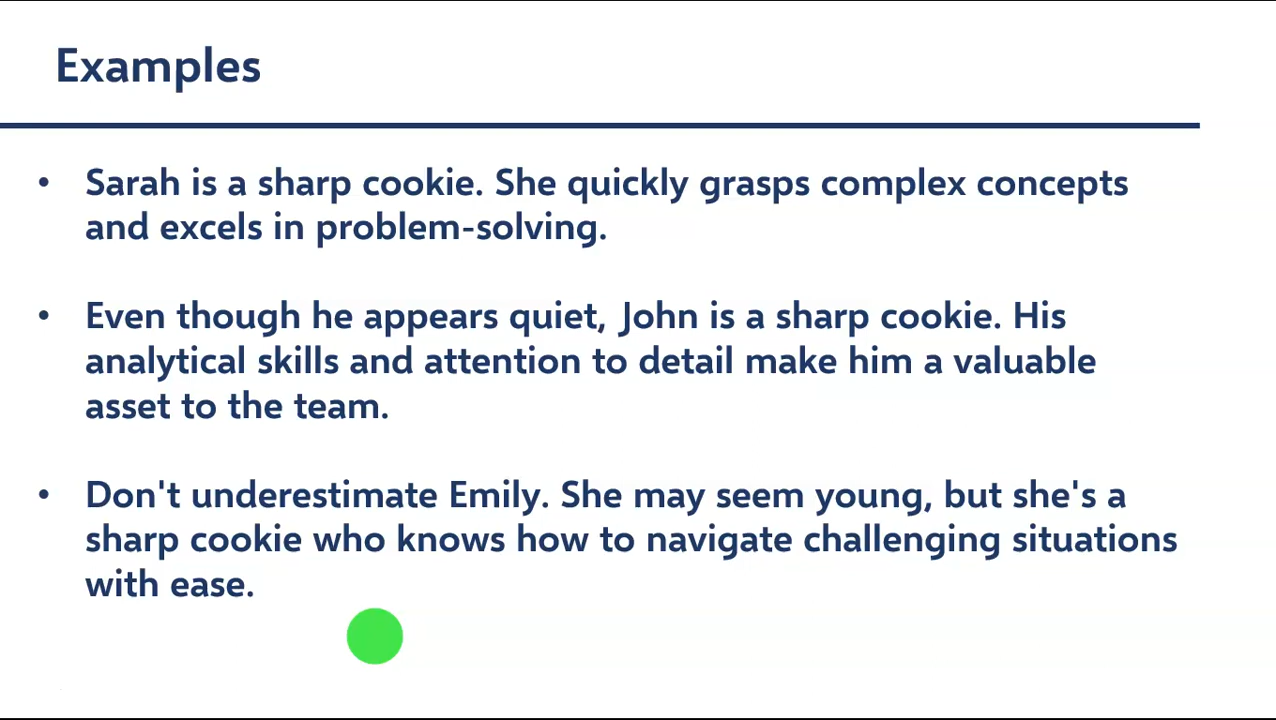 Examples
• Sarah is a sharp cookie. She quickly grasps complex concepts
and excels in problem-solving.
• Even though he appears quiet, John is a sharp cookie. His
analytical skills and attention to detail make him a valuable
asset to the team.
• Don't underestimate Emily. She may seem young, but she's a
sharp cookie who knows how to navigate challenging situations
with ease.